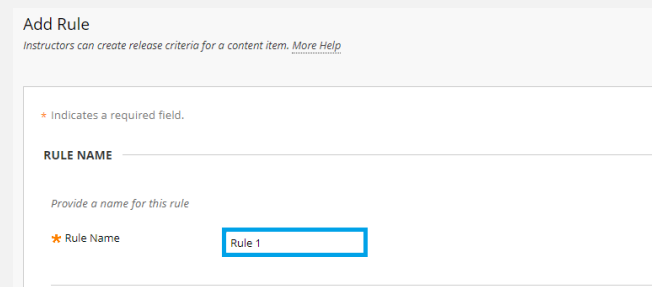 Add Rule
Instructors can create release criteria for a content item. More Help
* Indicates a required field.
RULE NAME
Provide a name for this rule
* Rule Name
Rule 1